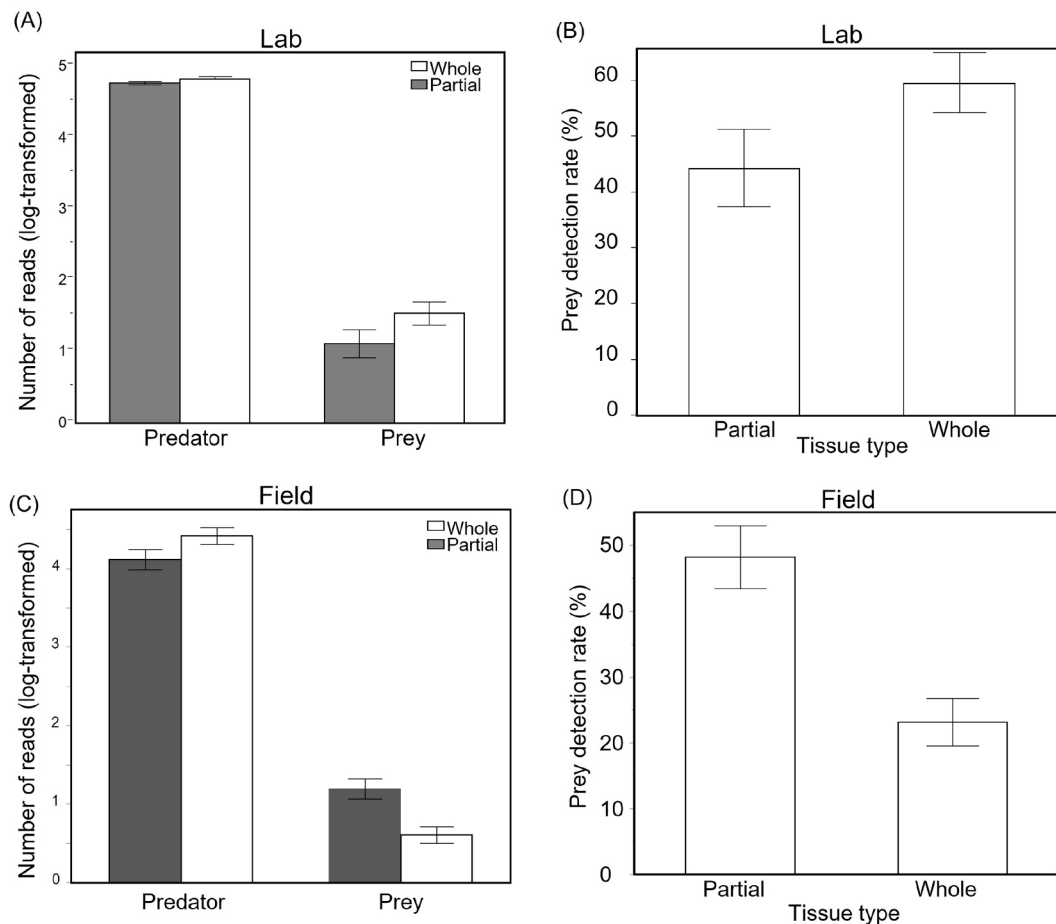 (A)
Lab
Number of reads (log-transformed)
5
4
3
2
1
0
Whole
Partial
Predator
Prey
(B)
Lab
Prey detection rate (%)
60
50
40
30
20
10
0
Partial
Whole
Tissue type
(C)
Field
Number of reads (log-transformed)
4
3
2
1
0
Whole
Partial
Predator
Prey
(D)
Field
Prey detection rate (%)
50
40
30
20
10
0
Partial
Whole
Tissue type